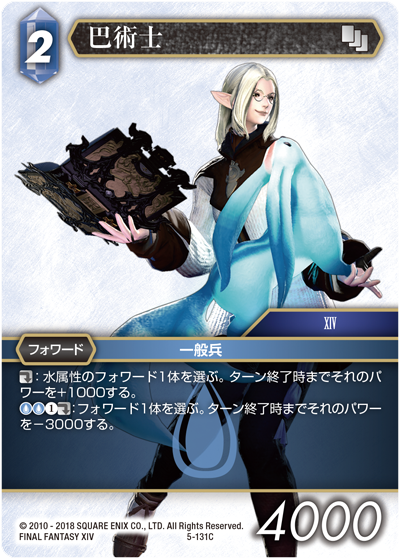 2
巴術士
XIV
フォワード
一般兵
:水属性のフォワード1体を選ぶ。ターン終了時までそれのパ
ワーを+1000する。
1:フォワード1体を選ぶ。ターン終了時までそれのパワー
を−3000する。
© 2010 - 2018 SQUARE ENIX CO., LTD. All Rights Reserved.
FINAL FANTASY XIV
5-131C
4000